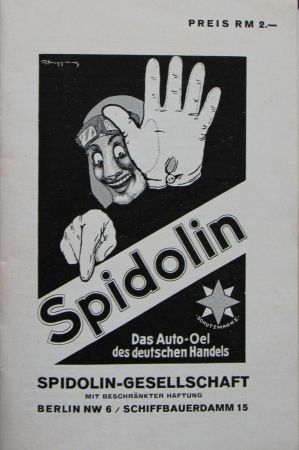 PREIS RM 2.—
Spidolin
SCHUTZMARKE
Das Auto-Oel
des deutschen Handels
SPIDOLIN-GESELLSCHAFT
MIT BESCHRÄNKTER HAFTUNG
BERLIN NW 6 / SCHIFFBAUERDAMM 15